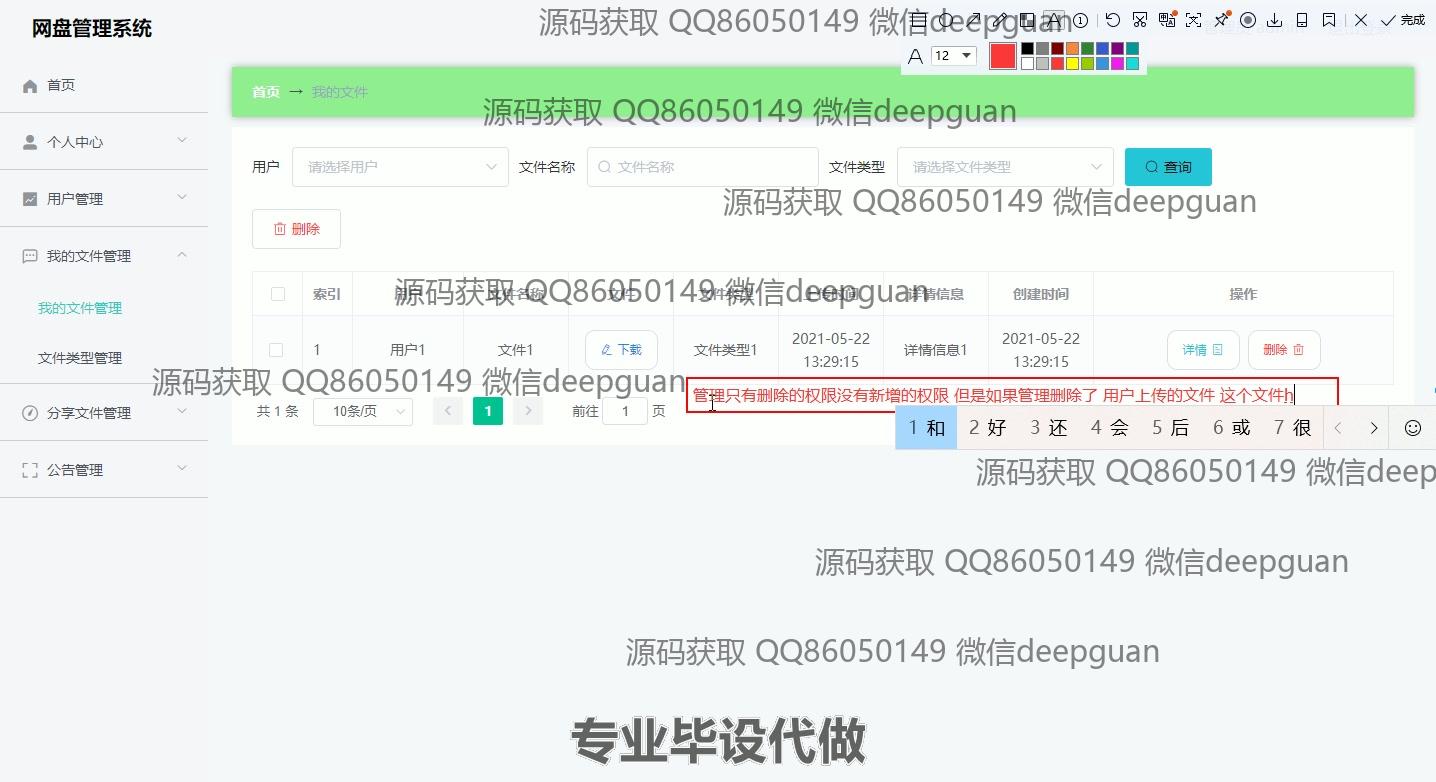 网盘管理系统
源码获取 QQ86050149 微信deepguan
完成
12
首页
个人中心
用户管理
我的文件管理
我的文件管理
文件类型管理
分享文件管理
公告管理
首页 → 我的文件
源码获取 QQ86050149 微信deepguan
用户 请选择用户 文件名称 文件名称 文件类型 请选择文件类型 查询
源码获取 QQ86050149 微信deepguan
删除
索引 用户 文件名称 文件 文件类型 上传时间 详情信息 创建时间 操作
源码获取 QQ86050149 微信deepguan
1 用户1 文件1 下载 文件类型1 2021-05-22 13:29:15 详情信息1 2021-05-22 13:29:15 详情 删除
源码获取 QQ86050149 微信deepguan
管理只有删除的权限没有新增的权限 但是如果管理删除了 用户上传的文件 这个文件h
共 1 条 10条/页 1 前往 1 页
1 和 2 好 3 还 4 会 5 后 6 或 7 很
源码获取 QQ86050149 微信deep
源码获取 QQ86050149 微信deepguan
源码获取 QQ86050149 微信deepguan
专业毕设代做